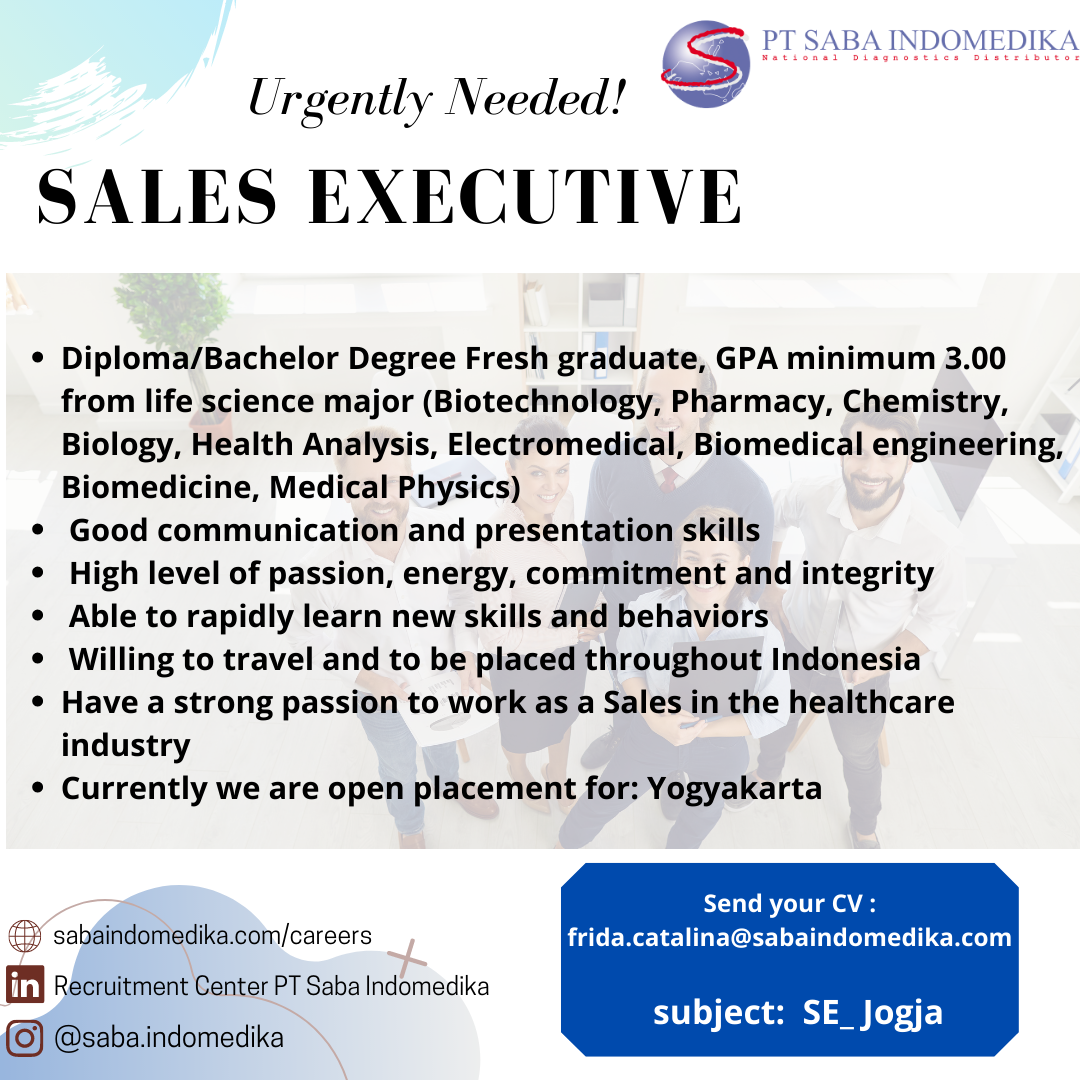 PT SABA INDOMEDIKA
National Diagnostics Distributor
Urgently Needed!
SALES EXECUTIVE
• Diploma/Bachelor Degree Fresh graduate, GPA minimum 3.00
from life science major (Biotechnology, Pharmacy, Chemistry,
Biology, Health Analysis, Electromedical, Biomedical engineering,
Biomedicine, Medical Physics)
• Good communication and presentation skills
• High level of passion, energy, commitment and integrity
• Able to rapidly learn new skills and behaviors
• Willing to travel and to be placed throughout Indonesia
• Have a strong passion to work as a Sales in the healthcare
industry
• Currently we are open placement for: Yogyakarta
sabaindomedika.com/careers
Recruitment Center PT Saba Indomedika
@saba.indomedika
Send your CV :
frida.catalina@sabaindomedika.com
subject: SE_ Jogja